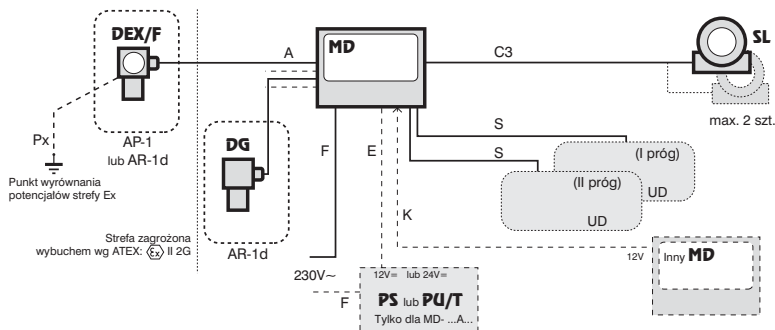 DEX/F
MD
SL
A
C3
max. 2 szt.
Px
AP-1
lub AR-1d
DG
F
E
S
S
(I próg)
UD
(II próg)
UD
K
Punkt wyrównania
potencjałów strefy Ex
Strefa zagrożona
wybuchem wg ATEX: Ex II 2G
AR-1d
230V~
F
12V= lub 24V=
PS lub PU/T
Tylko dla MD- ...A...
12V
Inny MD